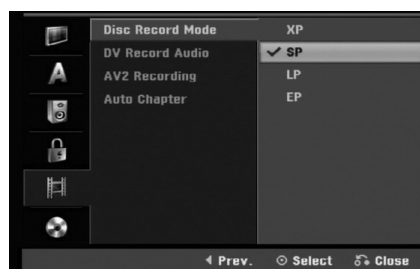 Disc Record Mode
DV Record Audio
AV2 Recording
Auto Chapter
XP
✓ SP
LP
EP
A
Prev.
Select
Close